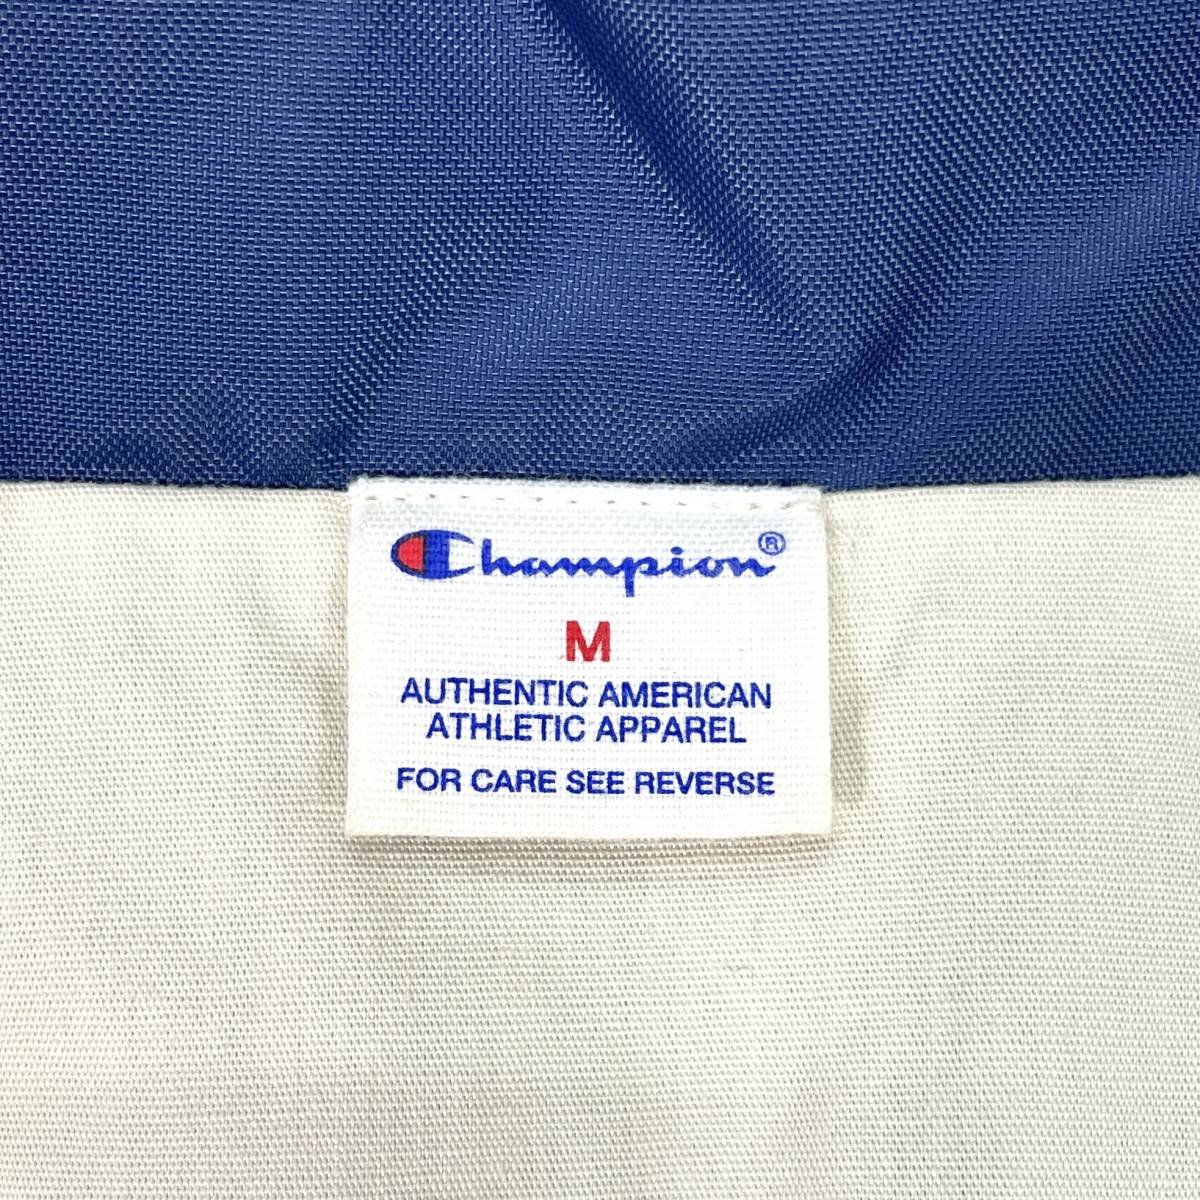 Champion®
M
AUTHENTIC AMERICAN
ATHLETIC APPAREL
FOR CARE SEE REVERSE